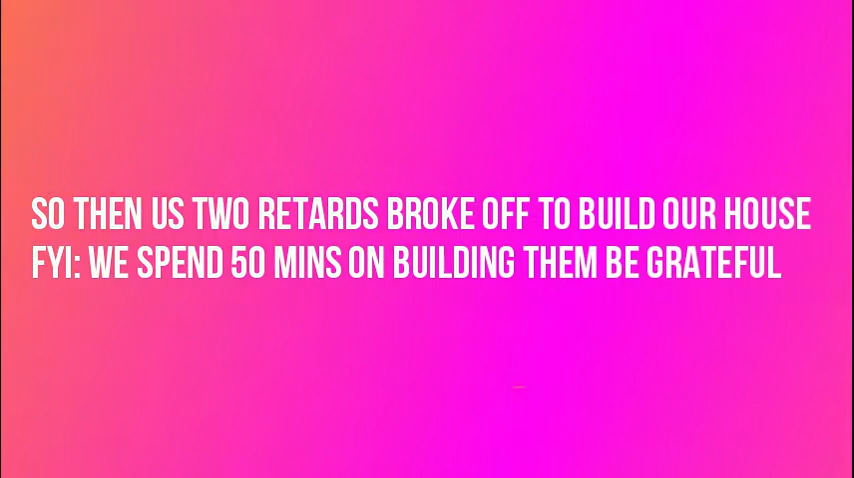 SO THEN US TWO RETARDS BROKE OFF TO BUILD OUR HOUSE
FYI: WE SPEND 50 MINS ON BUILDING THEM BE GRATEFUL